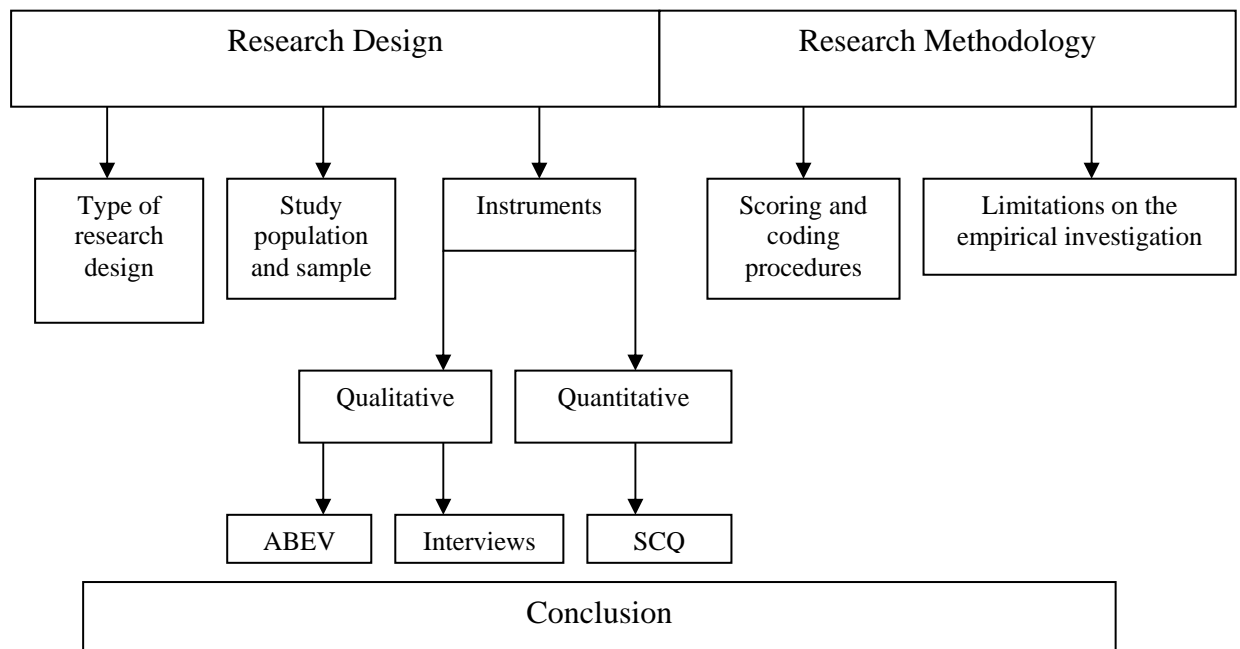 Research Design
Research Methodology
Type of
research
design
Study
population
and sample
Instruments
Scoring and
coding
procedures
Limitations on the
empirical investigation
Qualitative
Quantitative
ABEV
Interviews
SCQ
Conclusion